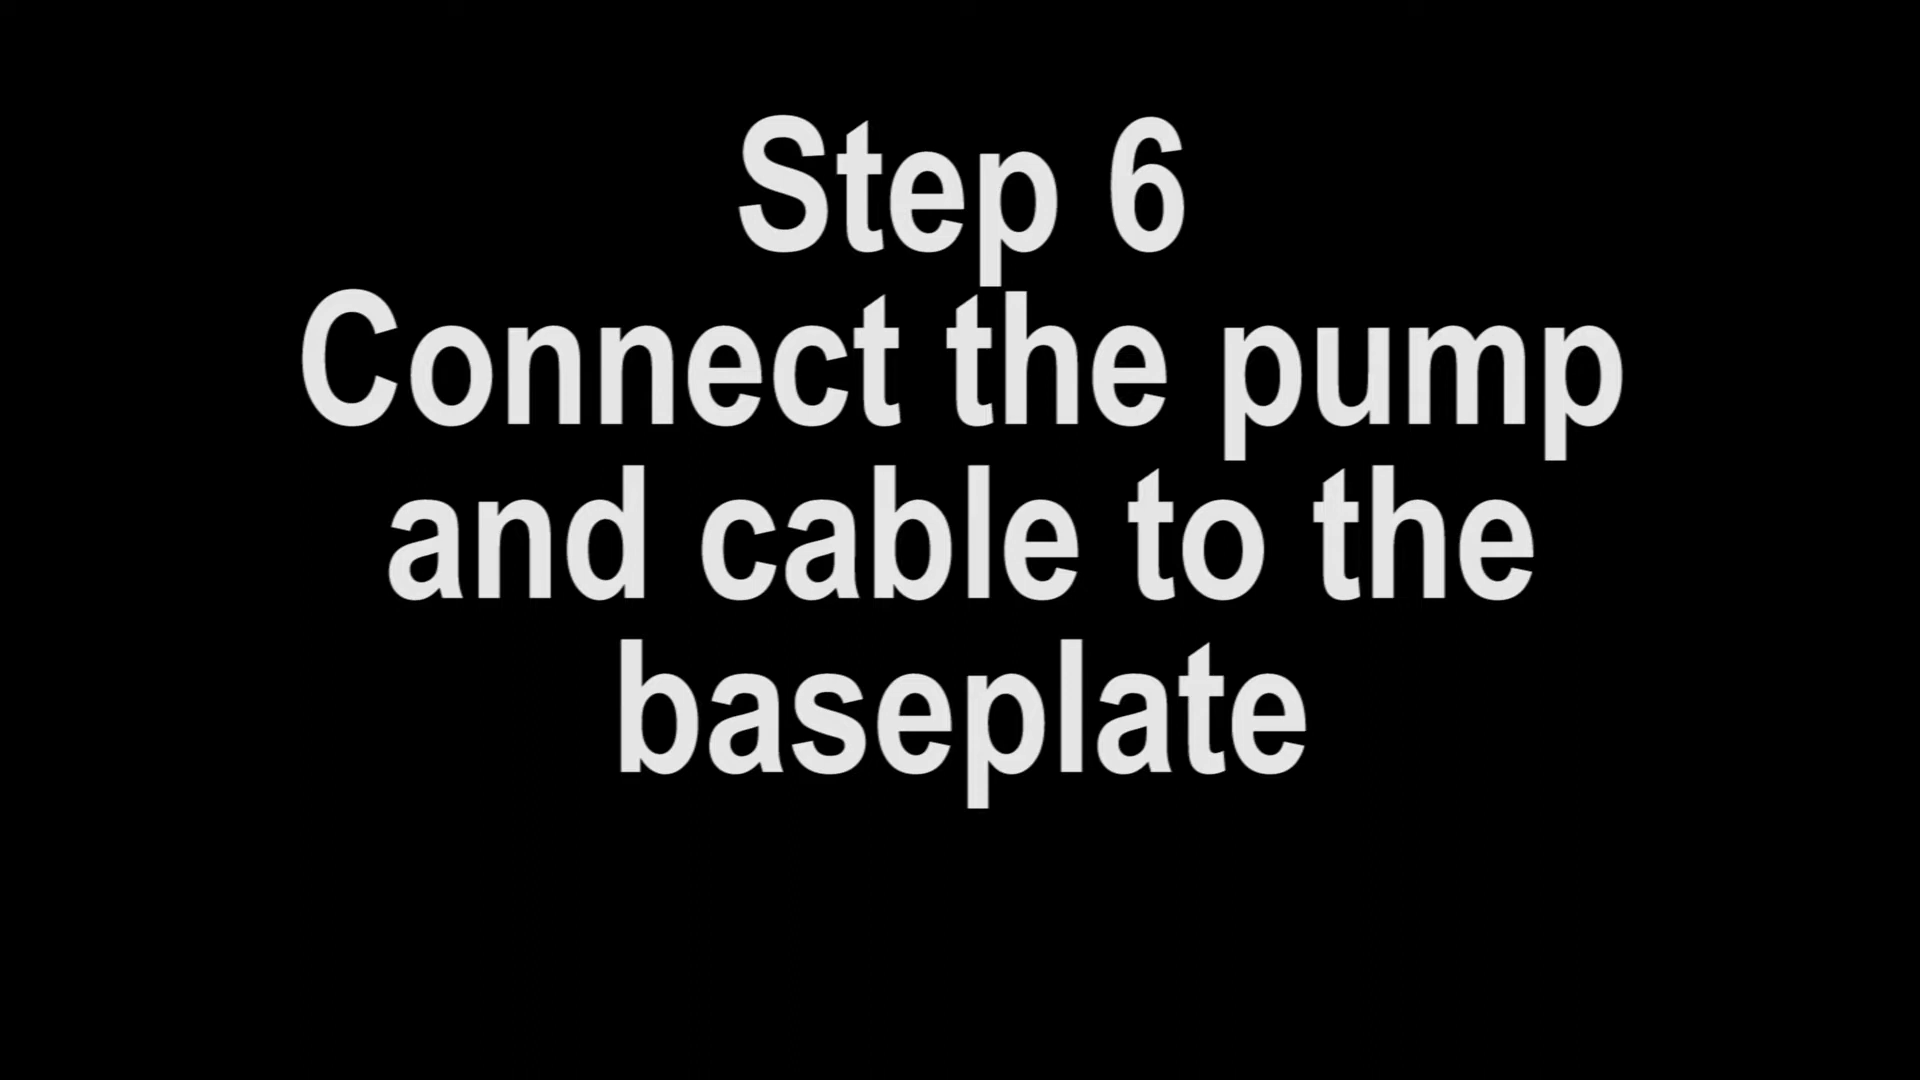 Step 6
Connect the pump
and cable to the
baseplate